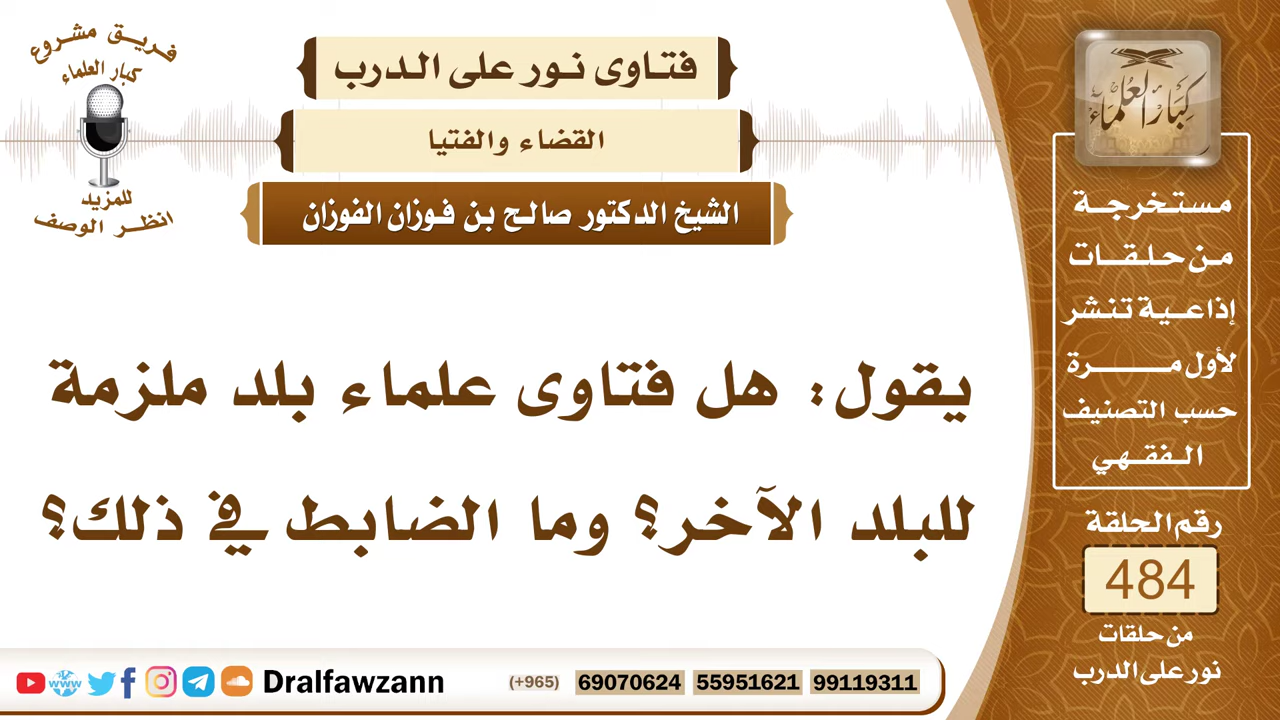 فريق مشروع
كبار العلماء
للمزيد
انظر الوصف
فتاوى نور على الدرب
القضاء والفتيا
الشيخ الدكتور صالح بن فوزان الفوزان
يقول: هل فتاوى علماء بلد ملزمة
للبلد الآخر؟ وما الضابط في ذلك؟
كبار العلماء
مستخرجة
من حلقات
إذاعية تنشر
لأول مرة
حسب التصنيف
الفقهي
رقم الحلقة
484
من حلقات
نور على الدرب
www
Dralfawzann
(+965) 69070624 55951621 99119311